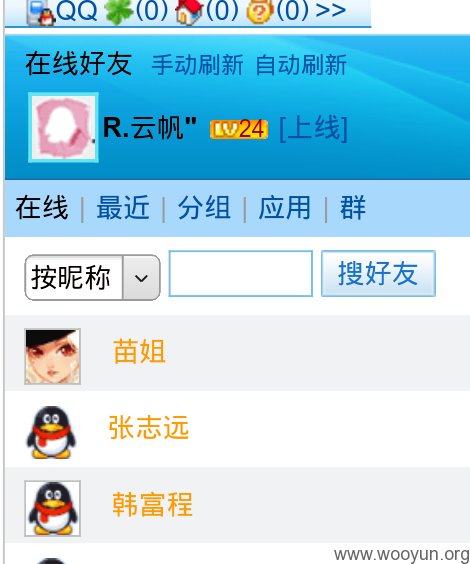 QQ (0) (0) (0) >>
在线好友 手动刷新 自动刷新
R.云帆" LV24 [上线]
在线 | 最近 | 分组 | 应用 | 群
按昵称 搜好友
苗姐
张志远
韩富程
www.wooyun.org